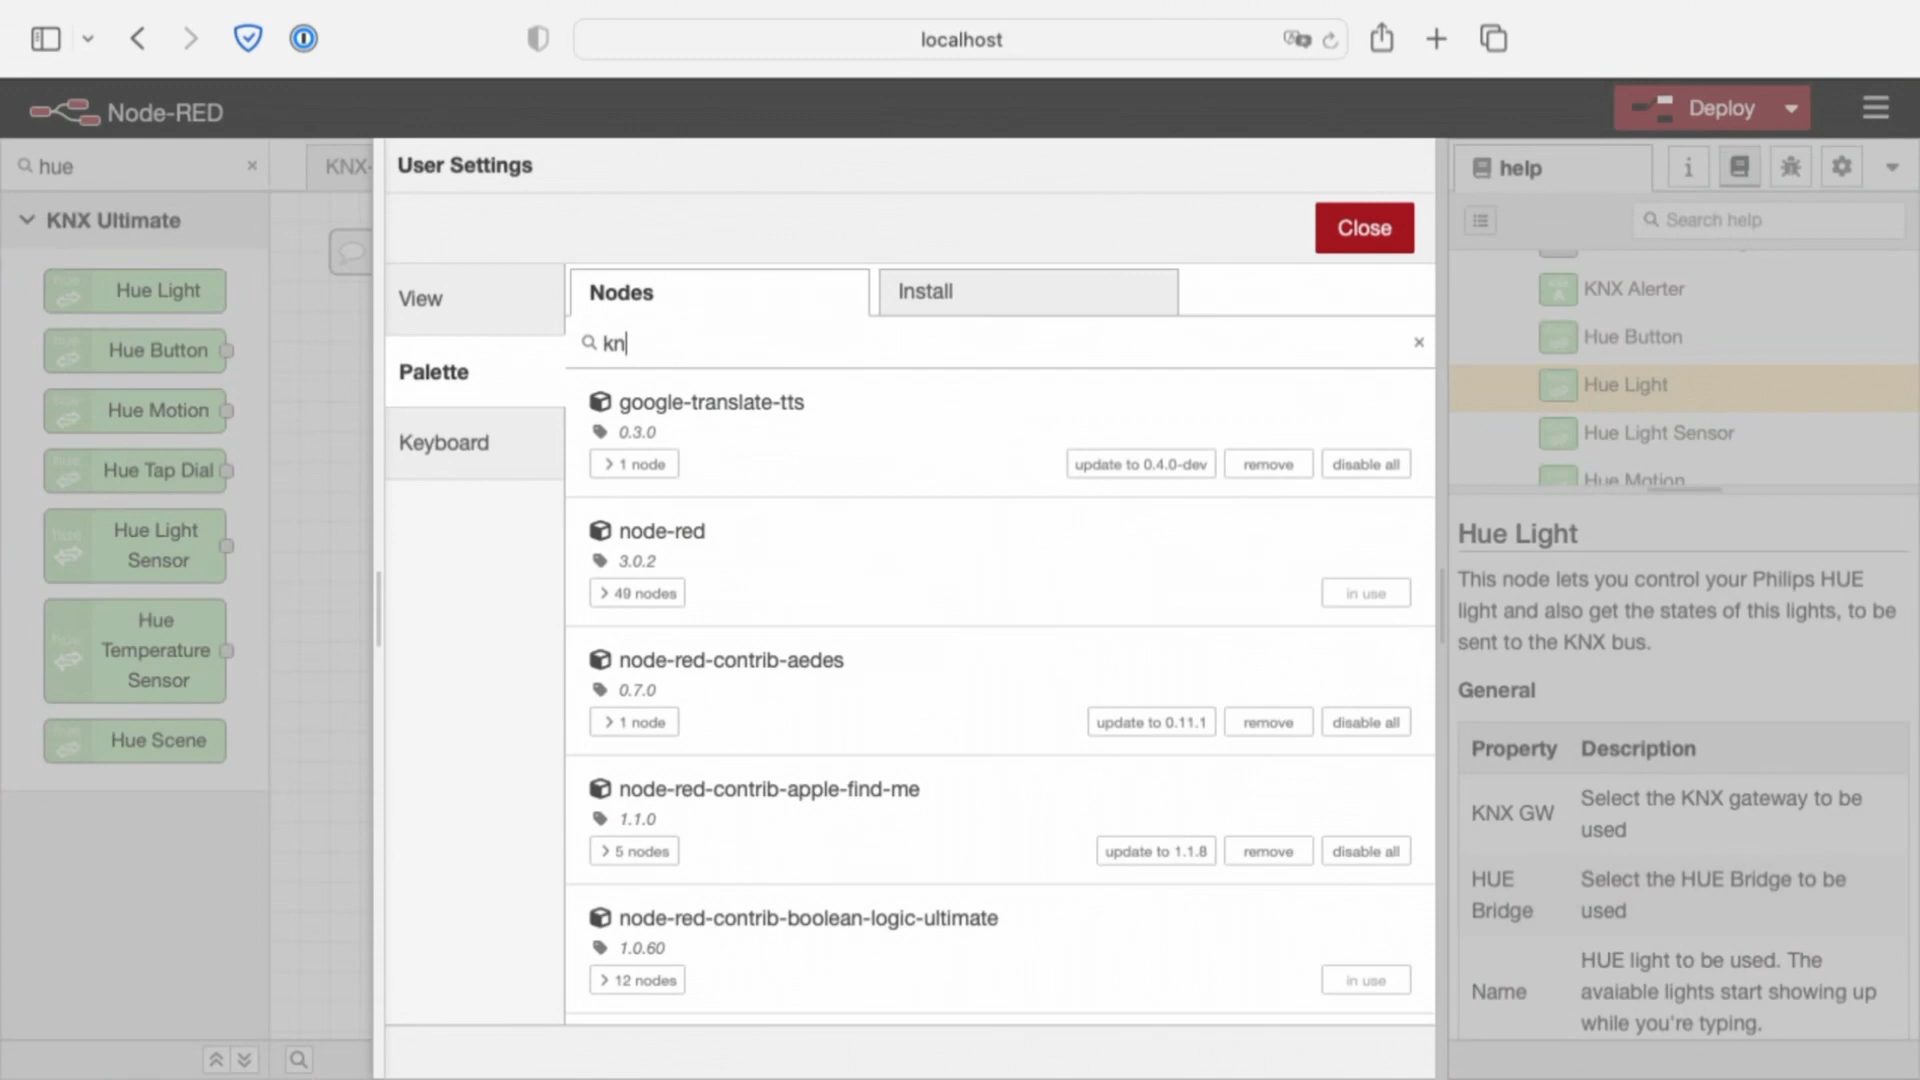 localhost
Node-RED
Deploy
hue
KNX-
User Settings
help
KNX Ultimate
Close
Search help
Hue Light
Hue Button
Hue Motion
Hue Tap Dial
Hue Light
Sensor
Hue
Temperature
Sensor
Hue Scene
View
Palette
Keyboard
Nodes
Install
kn
google-translate-tts
0.3.0
1 node
update to 0.4.0-dev
remove
disable all
node-red
3.0.2
49 nodes
in use
node-red-contrib-aedes
0.7.0
1 node
update to 0.11.1
remove
disable all
node-red-contrib-apple-find-me
1.1.0
5 nodes
update to 1.1.8
remove
disable all
node-red-contrib-boolean-logic-ultimate
1.0.60
12 nodes
in use
KNX Alerter
Hue Button
Hue Light
Hue Light Sensor
Hue Motion
Hue Light
This node lets you control your Philips HUE
light and also get the states of this lights, to be
sent to the KNX bus.
General
Property Description
KNX GW
Select the KNX gateway to be
used
HUE
Bridge
Select the HUE Bridge to be
used
Name
HUE light to be used. The
avaiable lights start showing up
while you're typing.